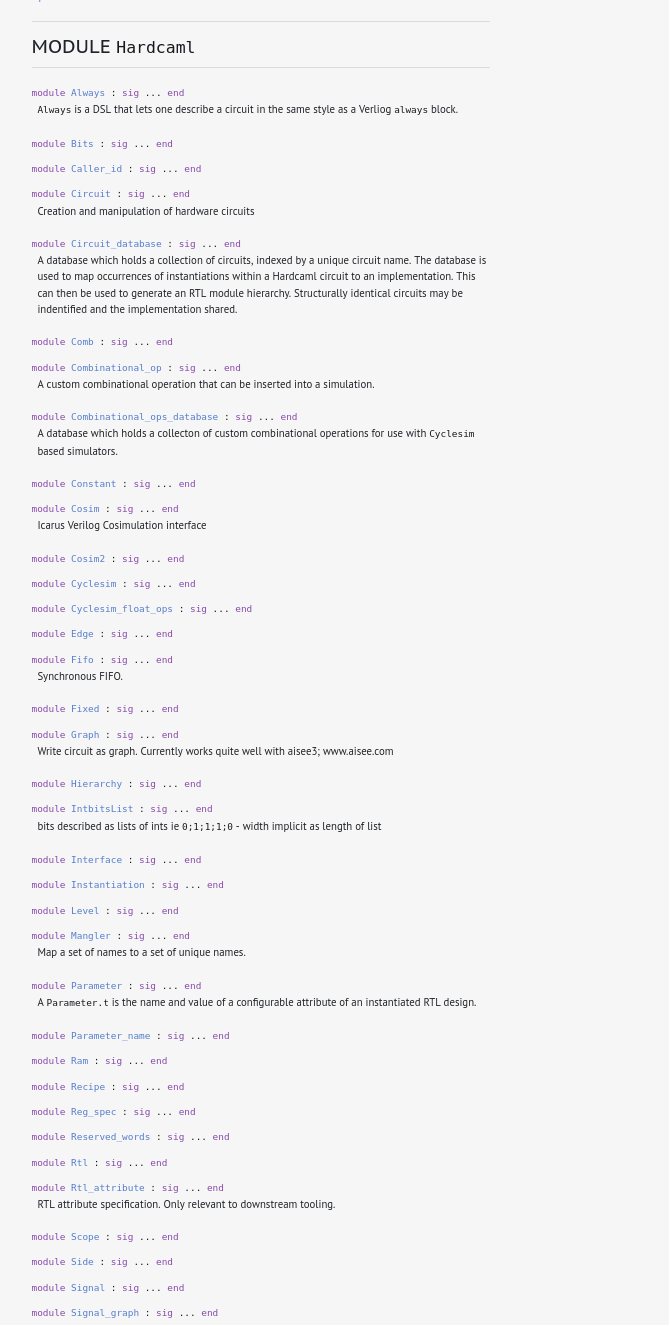 MODULE Hardcaml
module Always : sig ... end
Always is a DSL that lets one describe a circuit in the same style as a Verliog always block.
module Bits : sig ... end
module Caller_id : sig ... end
module Circuit : sig ... end
Creation and manipulation of hardware circuits
module Circuit_database : sig ... end
A database which holds a collection of circuits, indexed by a unique circuit name. The database is
used to map occurrences of instantiations within a Hardcaml circuit to an implementation. This
can then be used to generate an RTL module hierarchy. Structurally identical circuits may be
indentified and the implementation shared.
module Comb : sig ... end
module Combinational_op : sig ... end
A custom combinational operation that can be inserted into a simulation.
module Combinational_ops_database : sig ... end
A database which holds a collecton of custom combinational operations for use with Cyclesim
based simulators.
module Constant : sig ... end
module Cosim : sig ... end
Icarus Verilog Cosimulation interface
module Cosim2 : sig ... end
module Cyclesim : sig ... end
module Cyclesim_float_ops : sig ... end
module Edge : sig ... end
module Fifo : sig ... end
Synchronous FIFO.
module Fixed : sig ... end
module Graph : sig ... end
Write circuit as graph. Currently works quite well with aisee3; www.aisee.com
module Hierarchy : sig ... end
module IntbitsList : sig ... end
bits described as lists of ints ie 0;1;1;1;0 - width implicit as length of list
module Interface : sig ... end
module Instantiation : sig ... end
module Level : sig ... end
module Mangler : sig ... end
Map a set of names to a set of unique names.
module Parameter : sig ... end
A Parameter.t is the name and value of a configurable attribute of an instantiated RTL design.
module Parameter_name : sig ... end
module Ram : sig ... end
module Recipe : sig ... end
module Reg_spec : sig ... end
module Reserved_words : sig ... end
module Rtl : sig ... end
module Rtl_attribute : sig ... end
RTL attribute specification. Only relevant to downstream tooling.
module Scope : sig ... end
module Side : sig ... end
module Signal : sig ... end
module Signal_graph : sig ... end